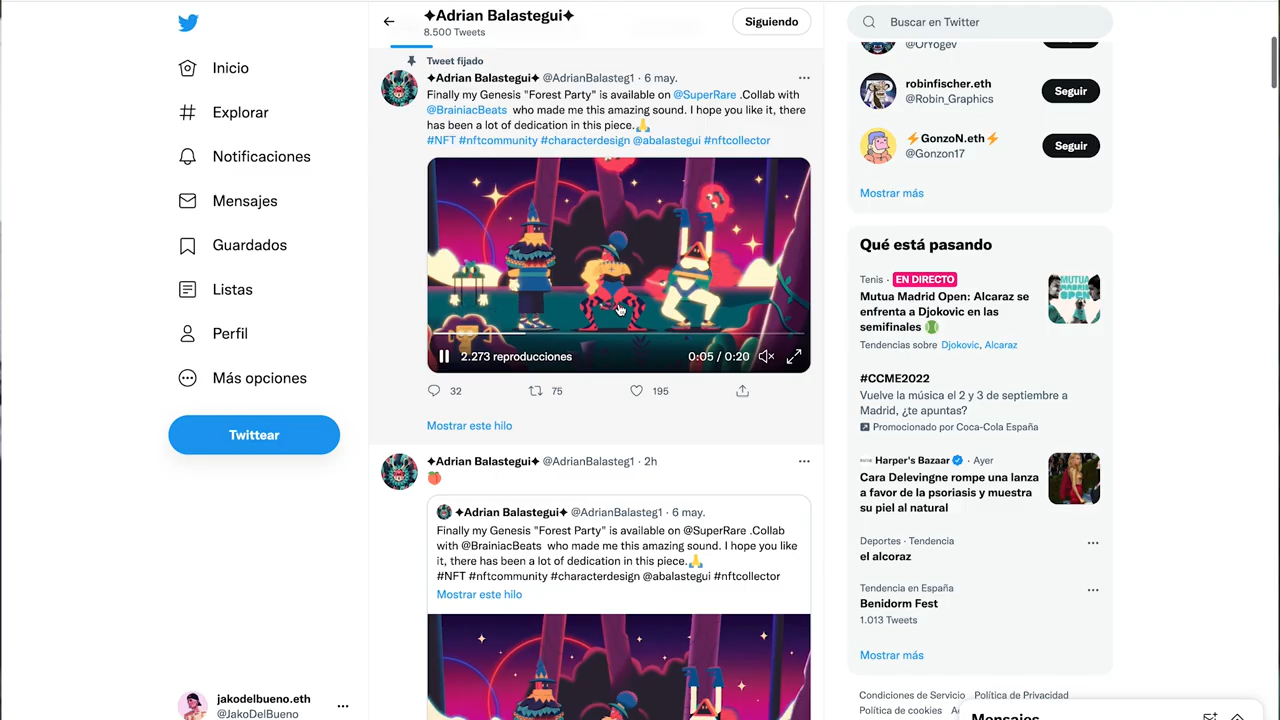 Inicio
Explorar
Notificaciones
Mensajes
Guardados
Listas
Perfil
Más opciones
Twittear
jakodelbueno.eth
@JakoDelBueno
✦Adrian Balastegui✦
8.500 Tweets
Siguiendo
Tweet fijado
✦Adrian Balastegui✦ @AdrianBalasteg1 · 6 may.
Finally my Genesis "Forest Party" is available on @SuperRare .Collab with
@BrainiacBeats who made me this amazing sound. I hope you like it, there
has been a lot of dedication in this piece.🙏
#NFT #nftcommunity #characterdesign @abalastegui #nftcollector
2.273 reproducciones
0:05 / 0:20
32
75
195
Mostrar este hilo
✦Adrian Balastegui✦ @AdrianBalasteg1 · 2h
🍑
✦Adrian Balastegui✦ @AdrianBalasteg1 · 6 may.
Finally my Genesis "Forest Party" is available on @SuperRare .Collab
with @BrainiacBeats who made me this amazing sound. I hope you like
it, there has been a lot of dedication in this piece.🙏
#NFT #nftcommunity #characterdesign @abalastegui #nftcollector
Mostrar este hilo
Buscar en Twitter
@OrYogev
robinfischer.eth
@Robin_Graphics
Seguir
⚡GonzoN.eth⚡
@Gonzon17
Seguir
Mostrar más
Qué está pasando
Tenis · EN DIRECTO
Mutua Madrid Open: Alcaraz se
enfrenta a Djokovic en las
semifinales 🎾
Tendencias sobre Djokovic, Alcaraz
MUTUA
MADRID
OPEN
#CCME2022
Vuelve la música el 2 y 3 de septiembre a
Madrid, ¿te apuntas?
Promocionado por Coca-Cola España
Harper's Bazaar · Ayer
Cara Delevingne rompe una lanza
a favor de la psoriasis y muestra
su piel al natural
Deportes · Tendencia
el alcoraz
Tendencia en España
Benidorm Fest
1.013 Tweets
Mostrar más
Condiciones de Servicio Política de Privacidad
Política de cookies
Mensajes